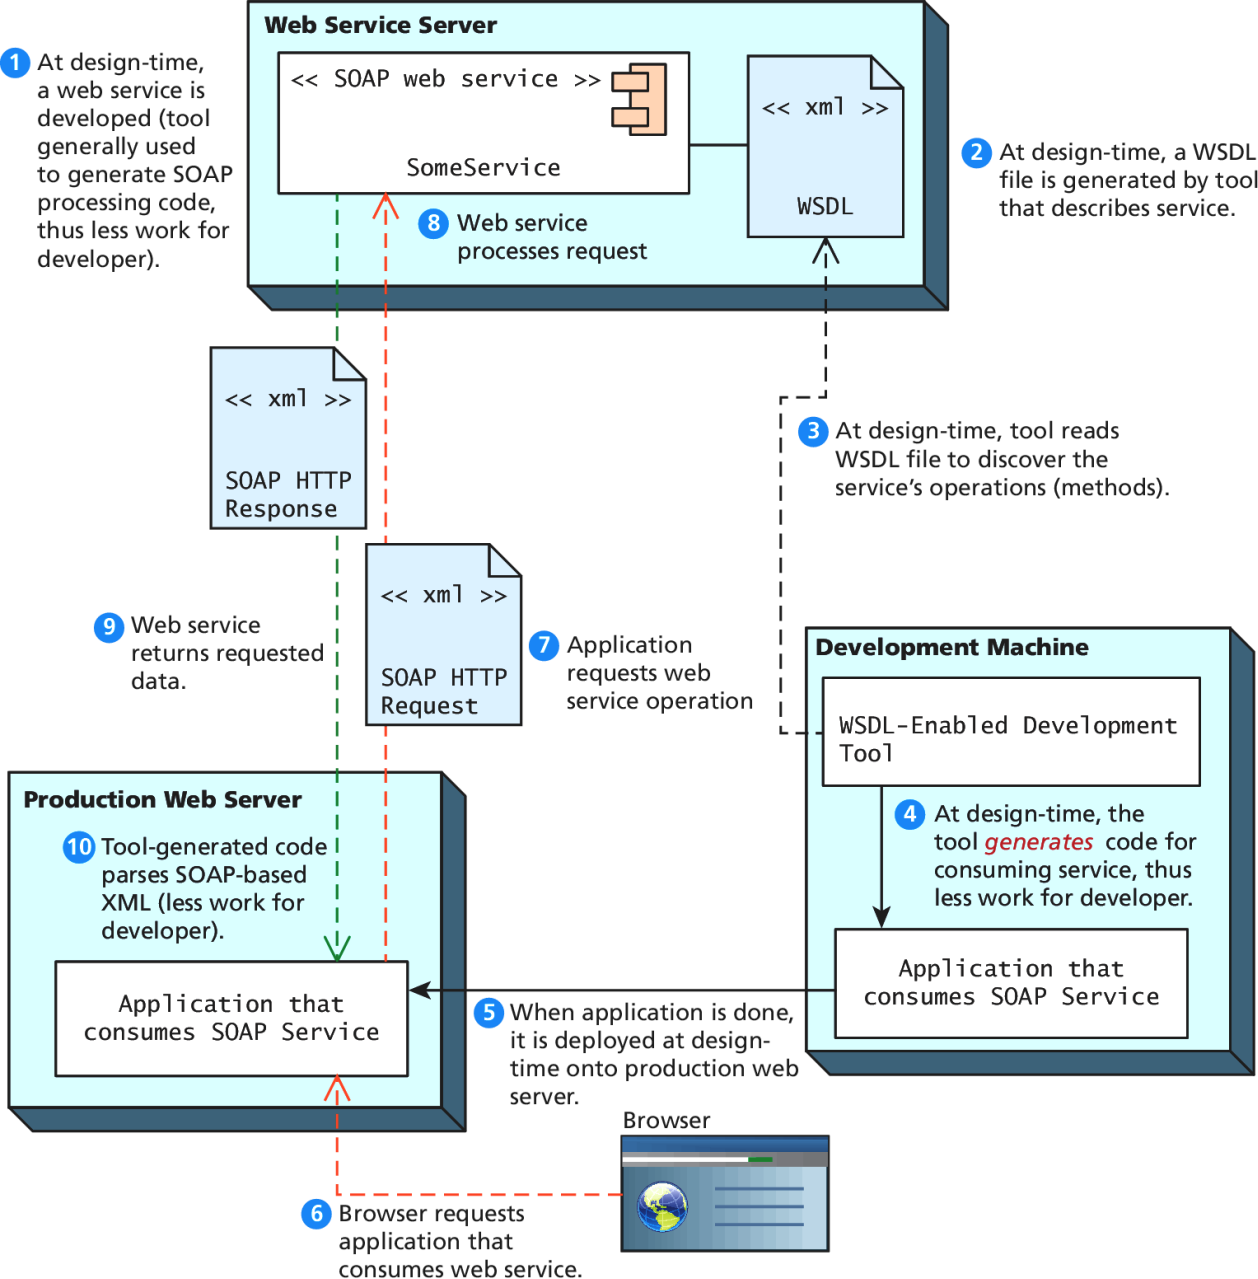 Web Service Server
1 At design-time,
a web service is
developed (tool
generally used
to generate SOAP
processing code,
thus less work for
developer).
<< SOAP web service >>
SomeService
<< xml >>
WSDL
2 At design-time, a WSDL
file is generated by tool
that describes service.
8 Web service
processes request
<< xml >>
SOAP HTTP
Response
3 At design-time, tool reads
WSDL file to discover the
service’s operations (methods).
<< xml >>
SOAP HTTP
Request
9 Web service
returns requested
data.
7 Application
requests web
service operation
Development Machine
WSDL-Enabled Development
Tool
4 At design-time, the
tool generates code for
consuming service, thus
less work for developer.
Application that
consumes SOAP Service
Production Web Server
10 Tool-generated code
parses SOAP-based
XML (less work for
developer).
Application that
consumes SOAP Service
5 When application is done,
it is deployed at design-
time onto production web
server.
Browser
6 Browser requests
application that
consumes web service.